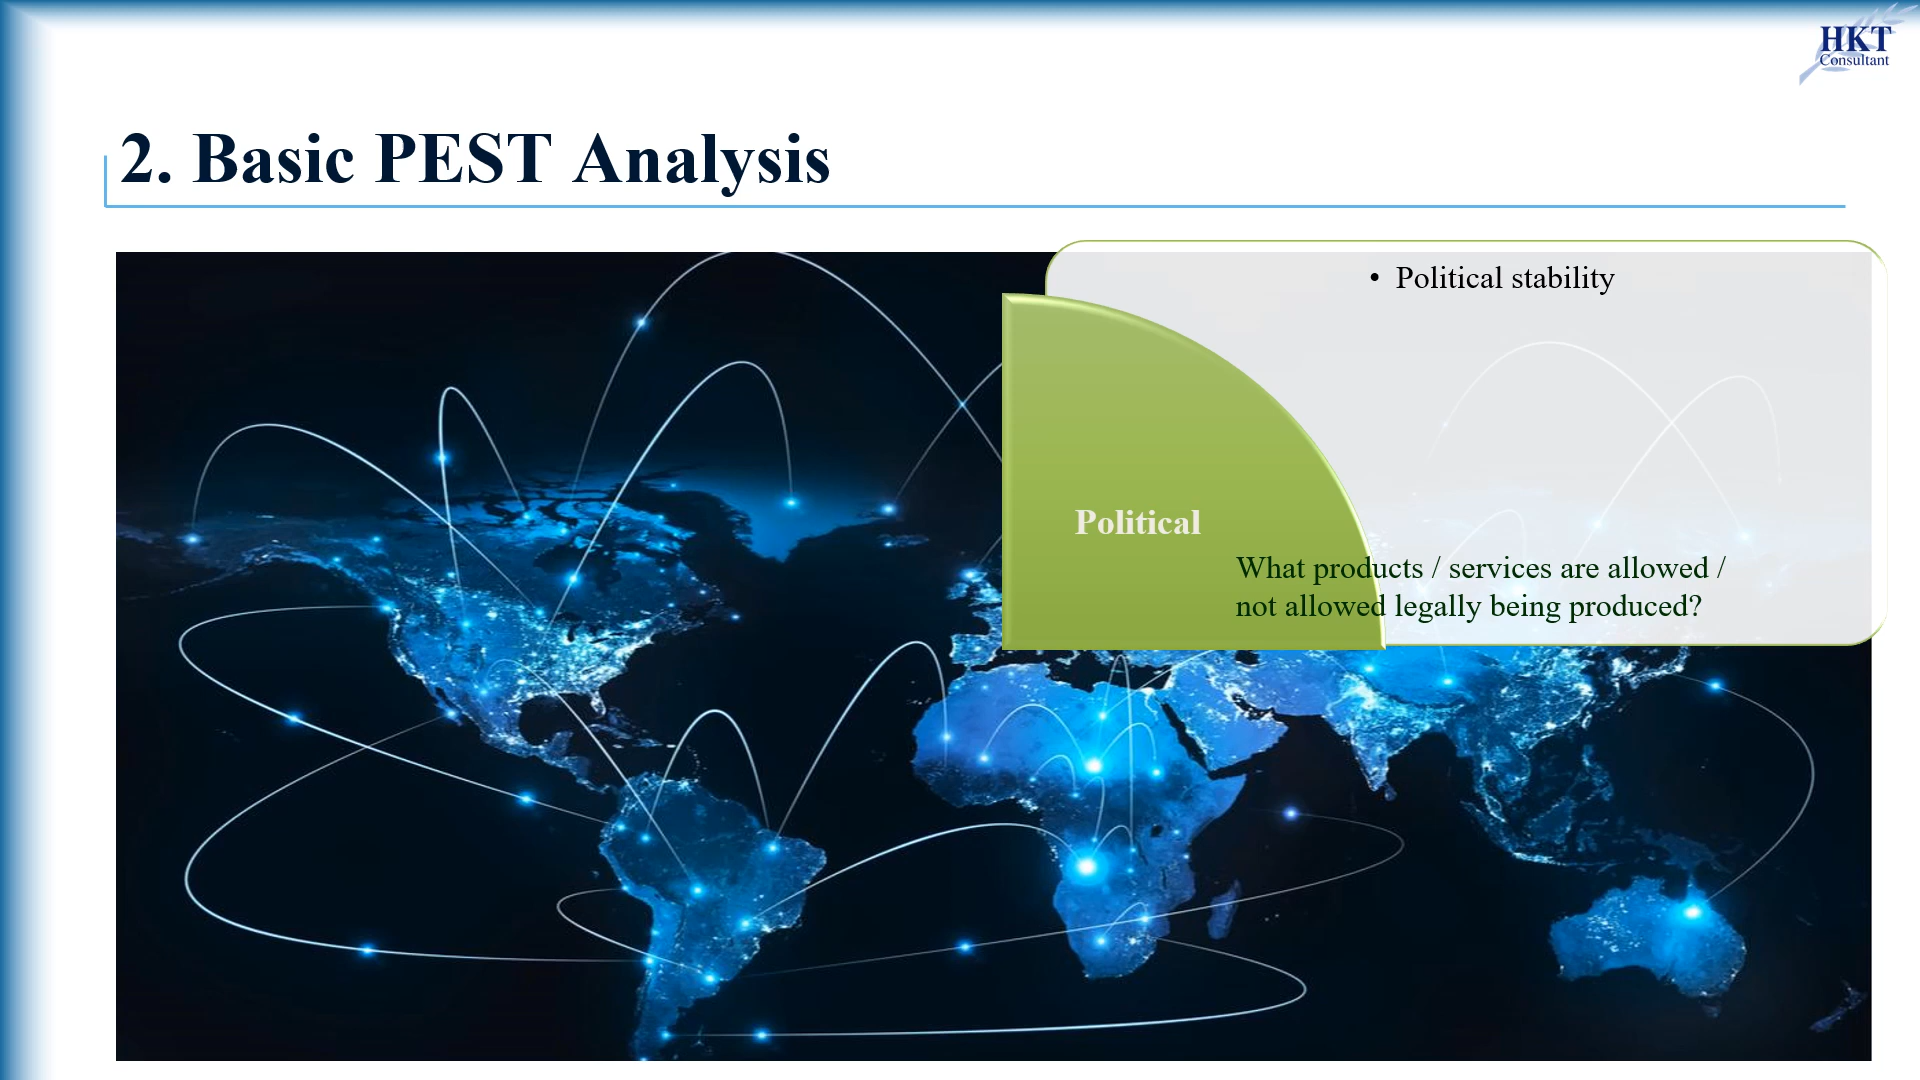 HKT
Consultant
2. Basic PEST Analysis
• Political stability
Political
What products / services are allowed /
not allowed legally being produced?